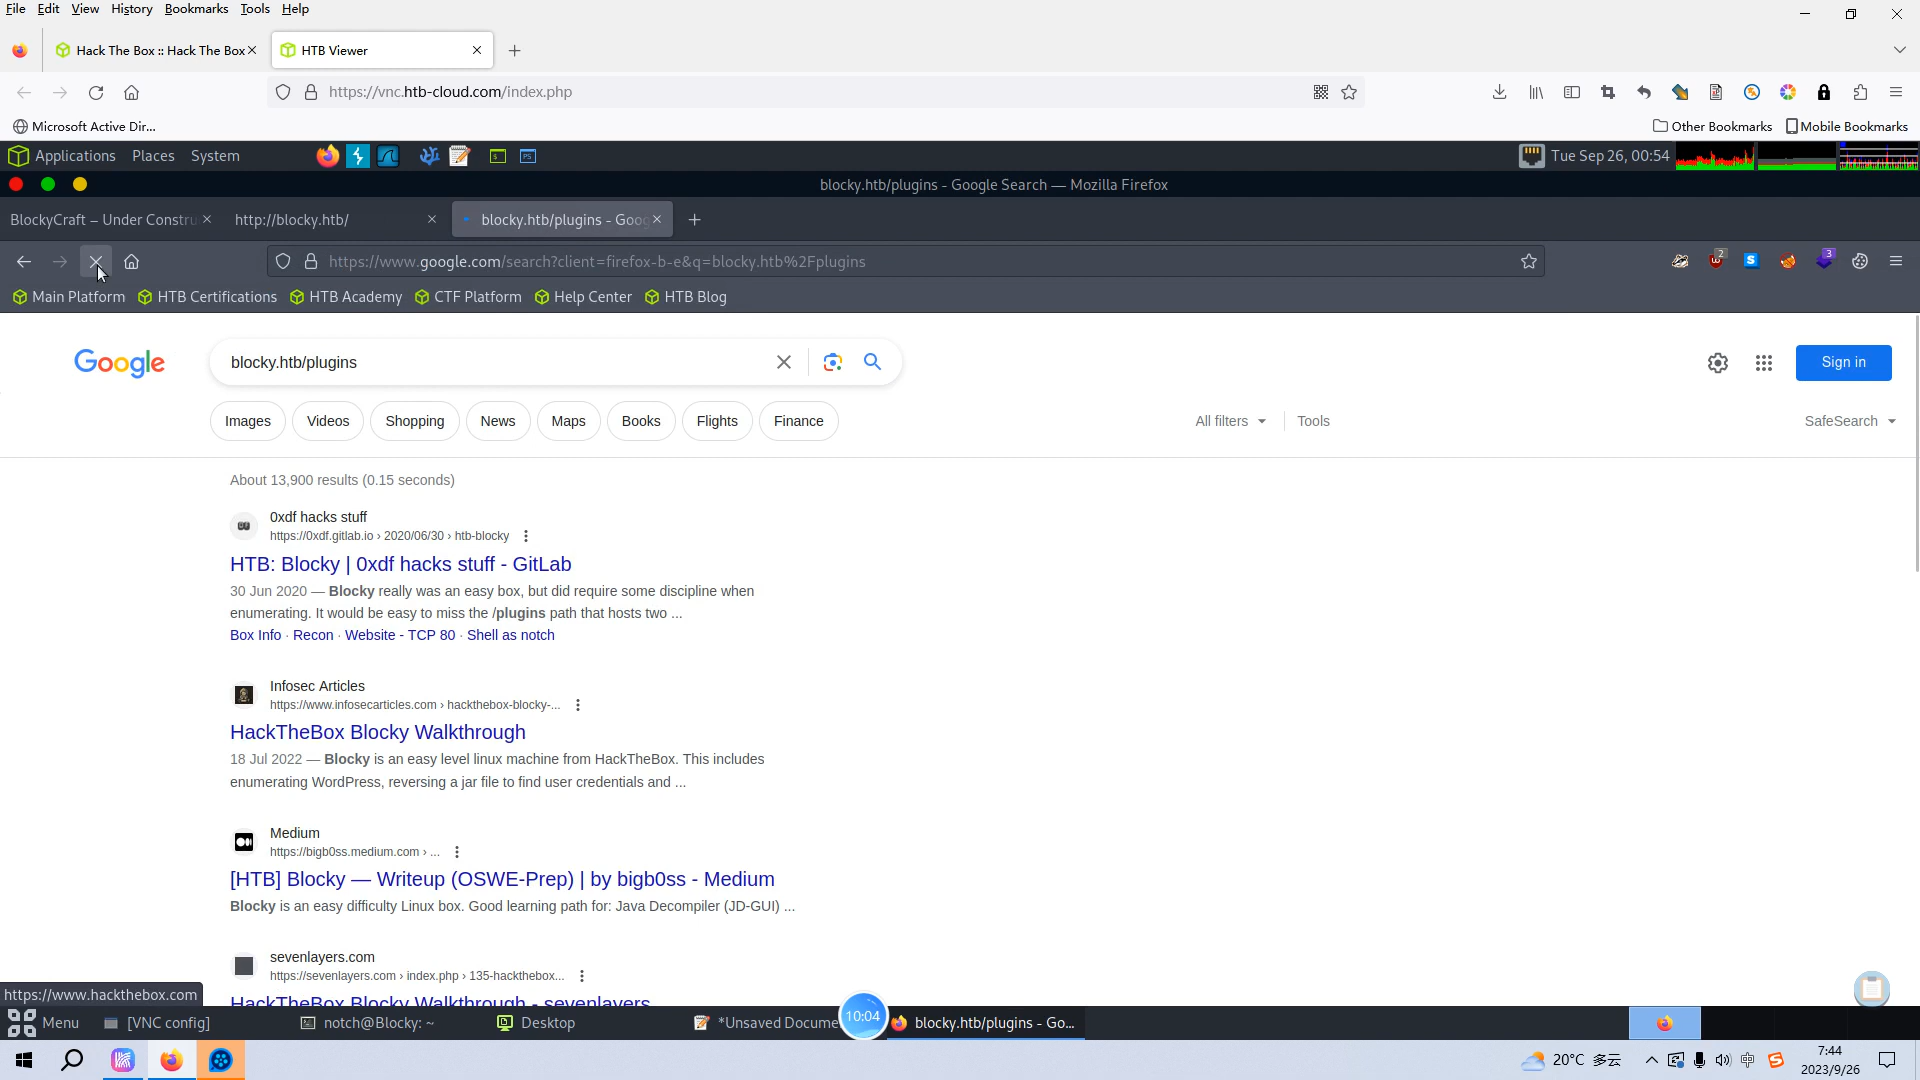 File Edit View History Bookmarks Tools Help
Hack The Box :: Hack The Box
HTB Viewer
https://vnc.htb-cloud.com/index.php
Microsoft Active Dir...
Other Bookmarks
Mobile Bookmarks
Applications Places System
Tue Sep 26, 00:54
blocky.htb/plugins - Google Search — Mozilla Firefox
BlockyCraft – Under Constru
http://blocky.htb/
blocky.htb/plugins - Goog
https://www.google.com/search?client=firefox-b-e&q=blocky.htb%2Fplugins
2
3
Main Platform
HTB Certifications
HTB Academy
CTF Platform
Help Center
HTB Blog
Google
blocky.htb/plugins
Sign in
Images
Videos
Shopping
News
Maps
Books
Flights
Finance
All filters
Tools
SafeSearch
About 13,900 results (0.15 seconds)
0xdf hacks stuff
https://0xdf.gitlab.io › 2020/06/30 › htb-blocky
HTB: Blocky | 0xdf hacks stuff - GitLab
30 Jun 2020 — Blocky really was an easy box, but did require some discipline when
enumerating. It would be easy to miss the /plugins path that hosts two ...
Box Info · Recon · Website - TCP 80 · Shell as notch
Infosec Articles
https://www.infosecarticles.com › hackthebox-blocky-...
HackTheBox Blocky Walkthrough
18 Jul 2022 — Blocky is an easy level linux machine from HackTheBox. This includes
enumerating WordPress, reversing a jar file to find user credentials and ...
Medium
https://bigb0ss.medium.com › ...
[HTB] Blocky — Writeup (OSWE-Prep) | by bigb0ss - Medium
Blocky is an easy difficulty Linux box. Good learning path for: Java Decompiler (JD-GUI) ...
sevenlayers.com
https://sevenlayers.com › index.php › 135-hackthebox...
HackTheBox Blocky Walkthrough - sevenlayers
https://www.hackthebox.com
Menu
[VNC config]
notch@Blocky: ~
Desktop
*Unsaved Docume
10:04
blocky.htb/plugins - Go...
20°C 多云
中
7:44
2023/9/26